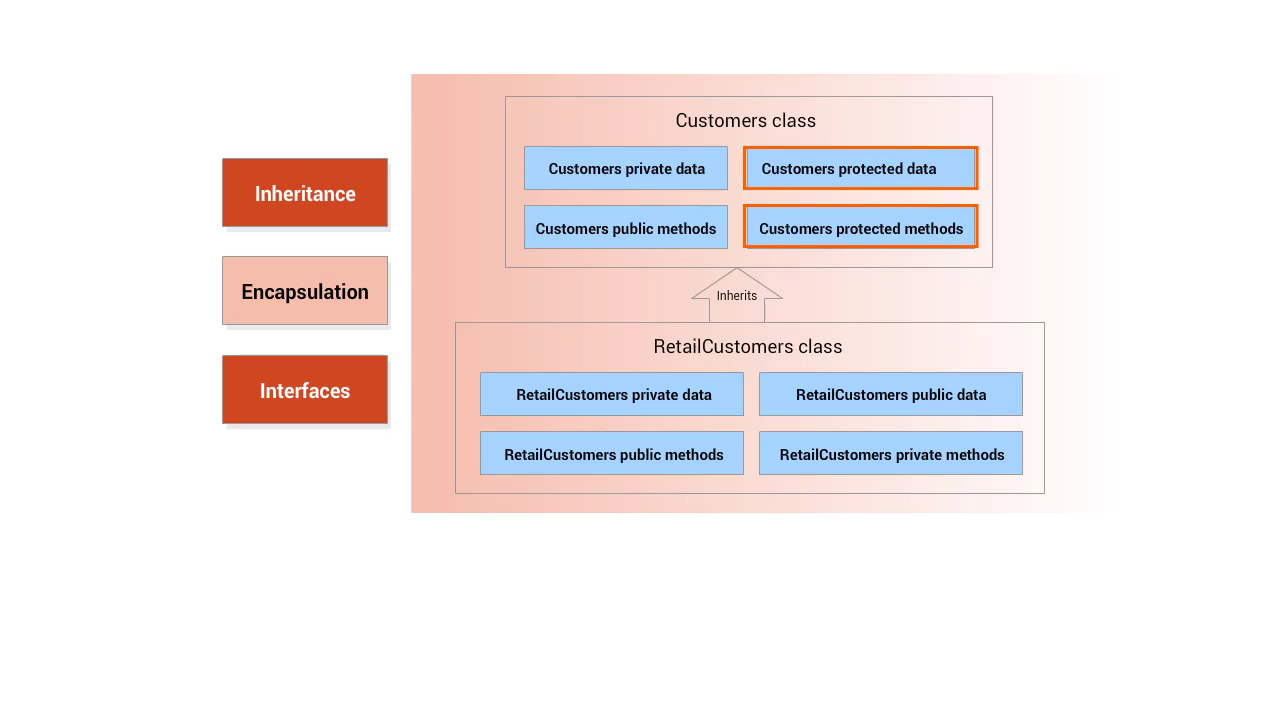 Inheritance
Encapsulation
Interfaces
Customers class
Customers private data
Customers protected data
Customers public methods
Customers protected methods
Inherits
RetailCustomers class
RetailCustomers private data
RetailCustomers public data
RetailCustomers public methods
RetailCustomers private methods